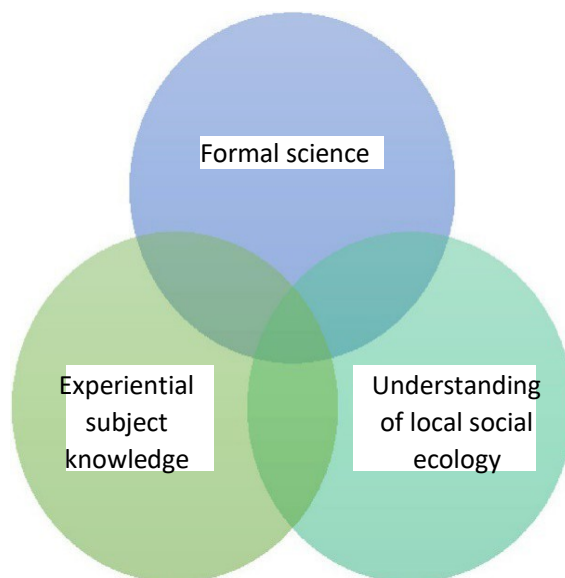 Formal science
Experiential
subject
knowledge
Understanding
of local social
ecology